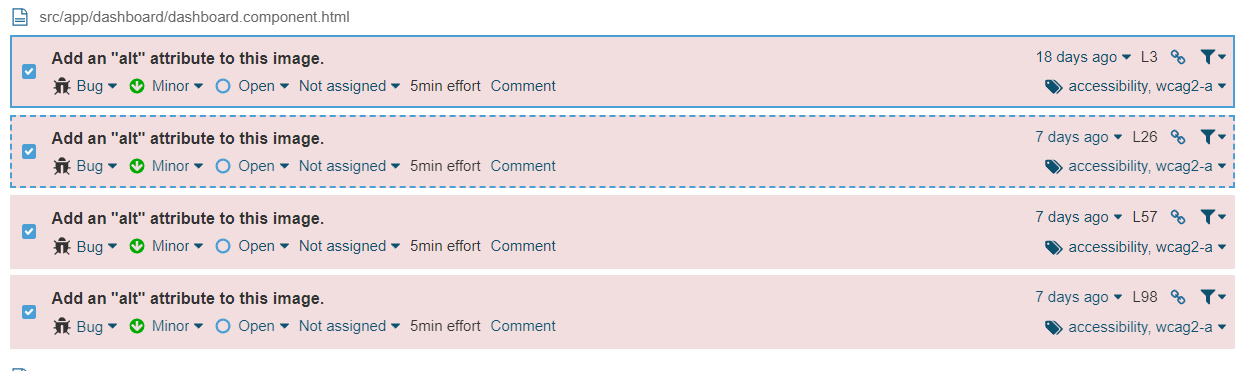 src/app/dashboard/dashboard.component.html
Add an "alt" attribute to this image. 18 days ago L3
Bug Minor Open Not assigned 5min effort Comment accessibility, wcag2-a
Add an "alt" attribute to this image. 7 days ago L26
Bug Minor Open Not assigned 5min effort Comment accessibility, wcag2-a
Add an "alt" attribute to this image. 7 days ago L57
Bug Minor Open Not assigned 5min effort Comment accessibility, wcag2-a
Add an "alt" attribute to this image. 7 days ago L98
Bug Minor Open Not assigned 5min effort Comment accessibility, wcag2-a